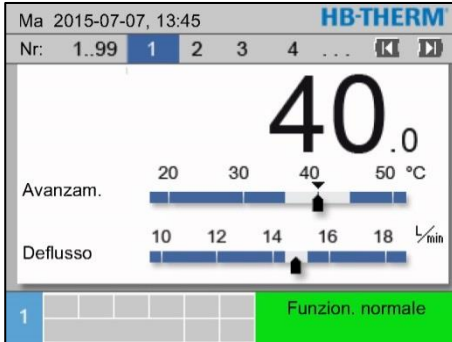 Ma 2015-07-07, 13:45 HB-THERM®
Nr: 1..99 1 2 3 4 ...
40.0
20 30 40 50 °C
Avanzam.
10 12 14 16 18 L/min
Deflusso
1 Funzion. normale